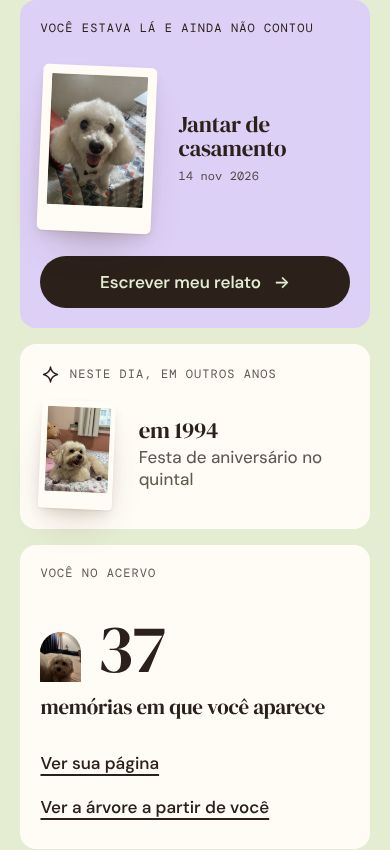 VOCÊ ESTAVA LÁ E AINDA NÃO CONTOU
Jantar de
casamento
14 nov 2026
Escrever meu relato →
NESTE DIA, EM OUTROS ANOS
em 1994
Festa de aniversário no
quintal
VOCÊ NO ACERVO
37
memórias em que você aparece
Ver sua página
Ver a árvore a partir de você